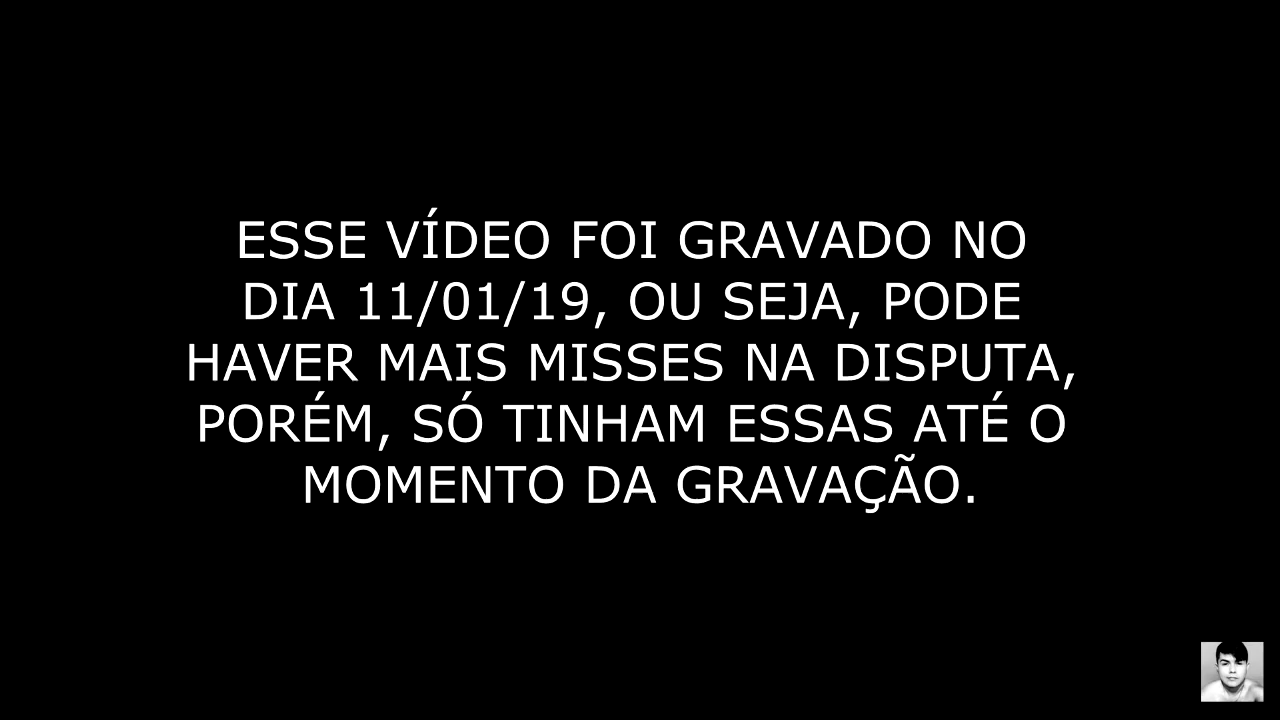 ESSE VÍDEO FOI GRAVADO NO
DIA 11/01/19, OU SEJA, PODE
HAVER MAIS MISSES NA DISPUTA,
PORÉM, SÓ TINHAM ESSAS ATÉ O
MOMENTO DA GRAVAÇÃO.